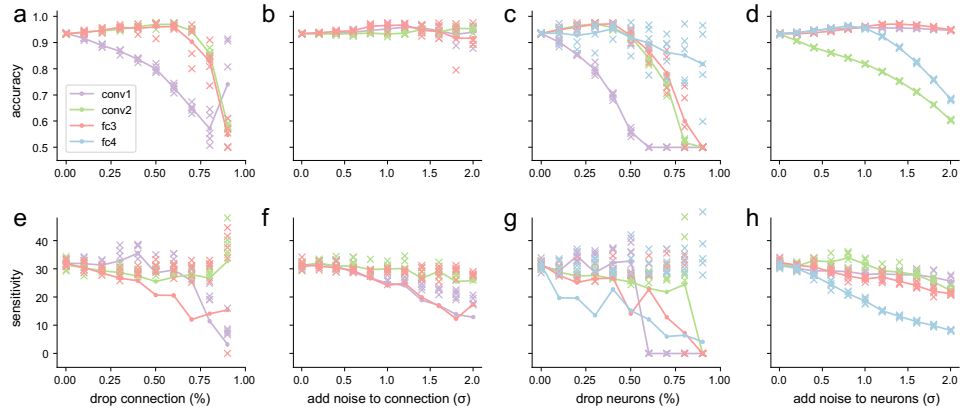 a
b
c
d
accuracy
1.0
0.9
0.8
0.7
0.6
0.5
conv1
conv2
fc3
fc4
0.00 0.25 0.50 0.75 1.00
0.0 0.5 1.0 1.5 2.0
0.00 0.25 0.50 0.75 1.00
0.0 0.5 1.0 1.5 2.0
e
f
g
h
sensitivity
40
30
20
10
0
0.00 0.25 0.50 0.75 1.00
0.0 0.5 1.0 1.5 2.0
0.00 0.25 0.50 0.75 1.00
0.0 0.5 1.0 1.5 2.0
drop connection (%)
add noise to connection (σ)
drop neurons (%)
add noise to neurons (σ)